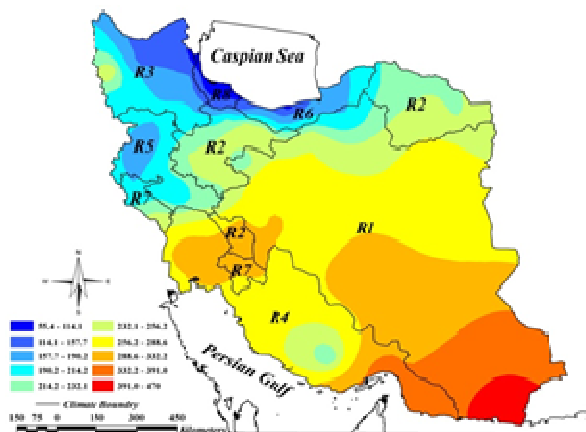 Caspian Sea
R3
R8
R6
R2
R5
R2
R7
R2
R1
R7
R4
Persian Gulf
N
S
55.4 - 114.1
232.1 - 256.2
114.1 - 157.7
256.2 - 288.6
157.7 - 190.2
288.6 - 332.2
190.2 - 214.2
332.2 - 391.0
214.2 - 232.1
391.0 - 470
Climate Boundry
150 75 0 150 300 450
Kilometers